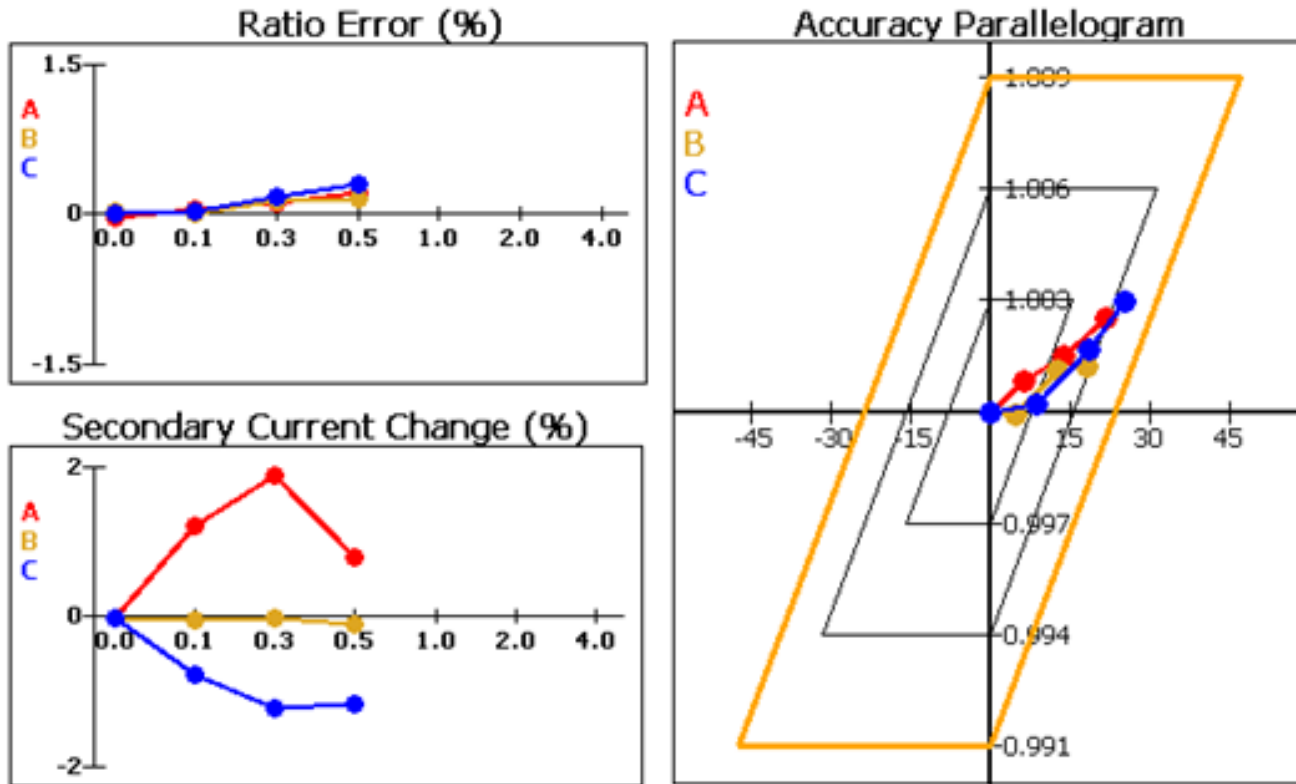 Ratio Error (%)
1.5
A
B
C
0
0.0 0.1 0.3 0.5 1.0 2.0 4.0
-1.5
Secondary Current Change (%)
2
A
B
C
0
0.0 0.1 0.3 0.5 1.0 2.0 4.0
-2
Accuracy Parallelogram
1.009
A
B
C
1.006
1.003
-45 -30 -15 15 30 45
0.997
0.994
0.991